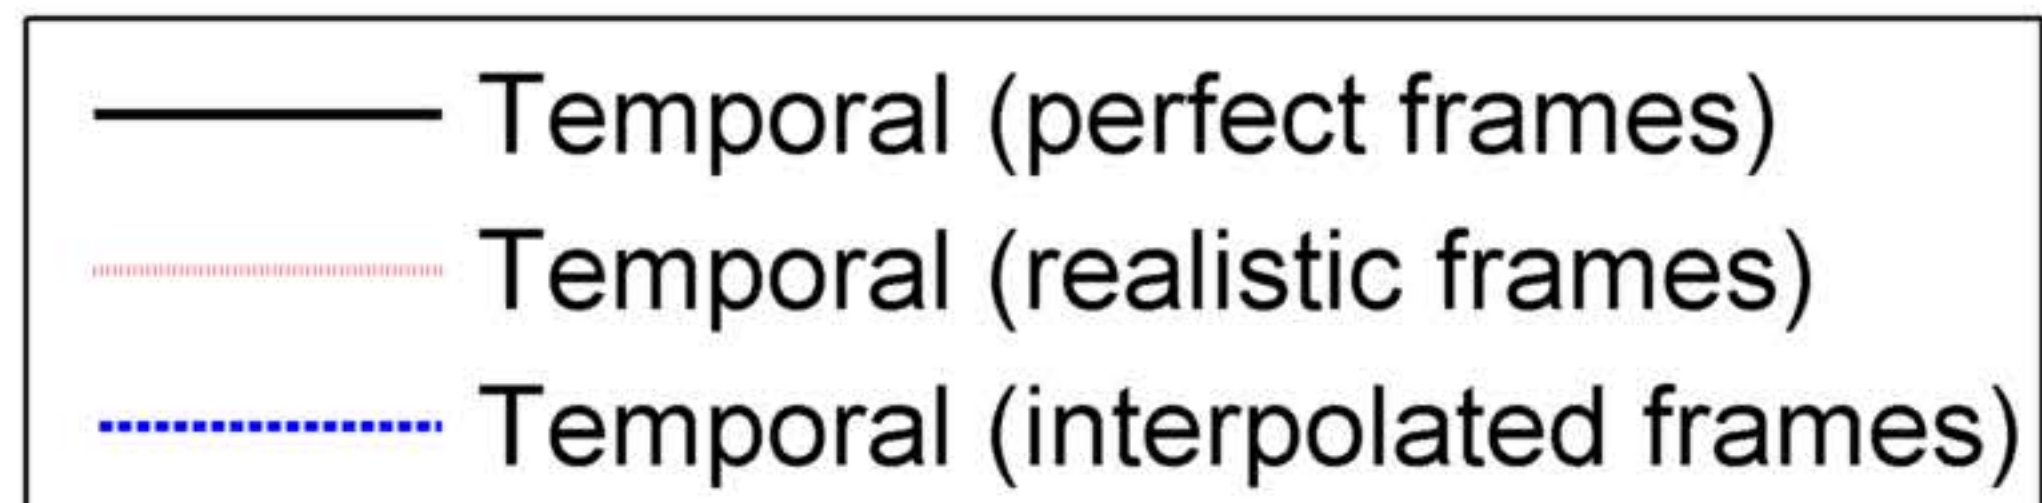 Temporal (perfect frames)
Temporal (realistic frames)
Temporal (interpolated frames)